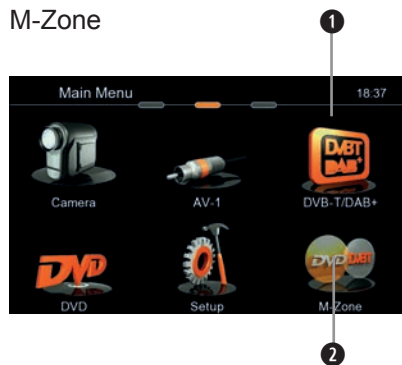 M-Zone
1
Main Menu 18:37
DVBT
DAB+
Camera AV-1 DVB-T/DAB+
DVD DVD DVBT
DVD Setup M-Zone
2